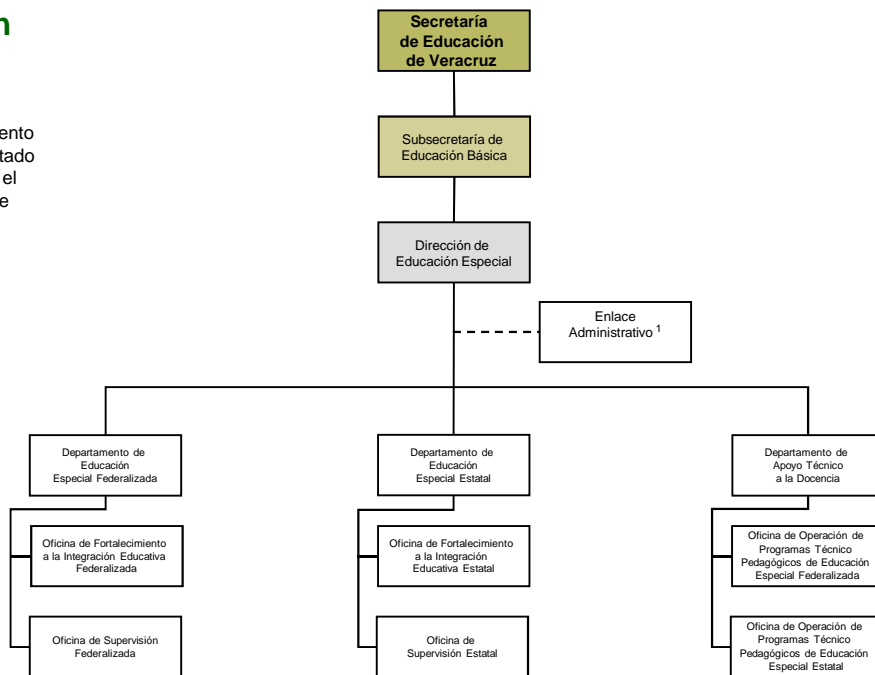 Secretaría
de Educación
de Veracruz
ento
tado
el
e
Subsecretaría de
Educación Básica
Dirección de
Educación Especial
Enlace
Administrativo 1
Departamento de
Educación
Especial Federalizada
Departamento de
Educación
Especial Estatal
Departamento de
Apoyo Técnico
a la Docencia
Oficina de Fortalecimiento
a la Integración Educativa
Federalizada
Oficina de Fortalecimiento
a la Integración
Educativa Estatal
Oficina de Operación de
Programas Técnico
Pedagógicos de Educación
Especial Federalizada
Oficina de Supervisión
Federalizada
Oficina de
Supervisión Estatal
Oficina de Operación de
Programas Técnico
Pedagógicos de Educación
Especial Estatal